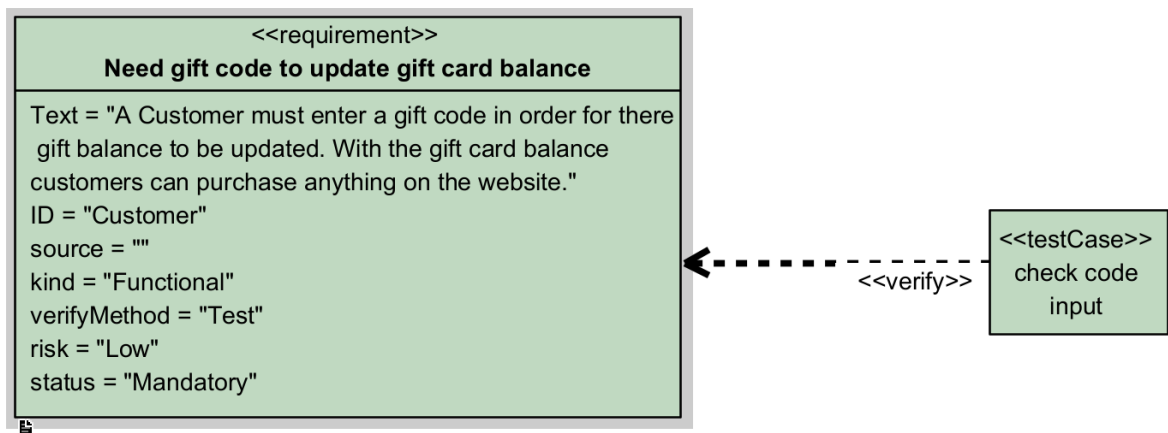 <<requirement>>
Need gift code to update gift card balance
Text = "A Customer must enter a gift code in order for there
gift balance to be updated. With the gift card balance
customers can purchase anything on the website."
ID = "Customer"
source = ""
kind = "Functional"
verifyMethod = "Test"
risk = "Low"
status = "Mandatory"
<<verify>>
<<testCase>>
check code
input